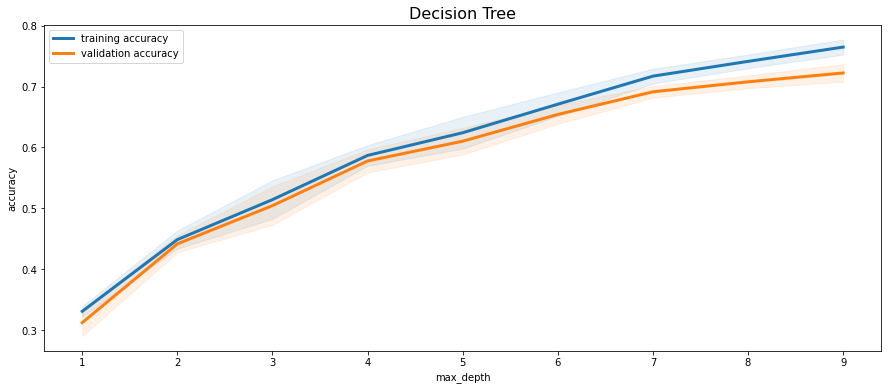 Decision Tree
training accuracy
validation accuracy
accuracy
0.8
0.7
0.6
0.5
0.4
0.3
1 2 3 4 5 6 7 8 9
max_depth